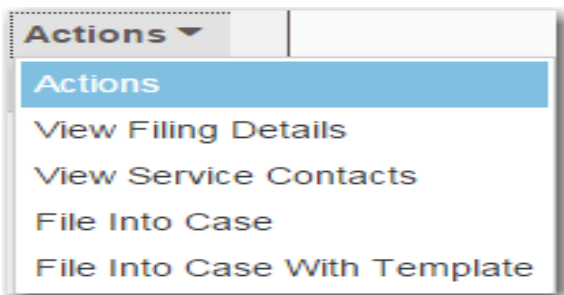 Actions
Actions
View Filing Details
View Service Contacts
File Into Case
File Into Case With Template